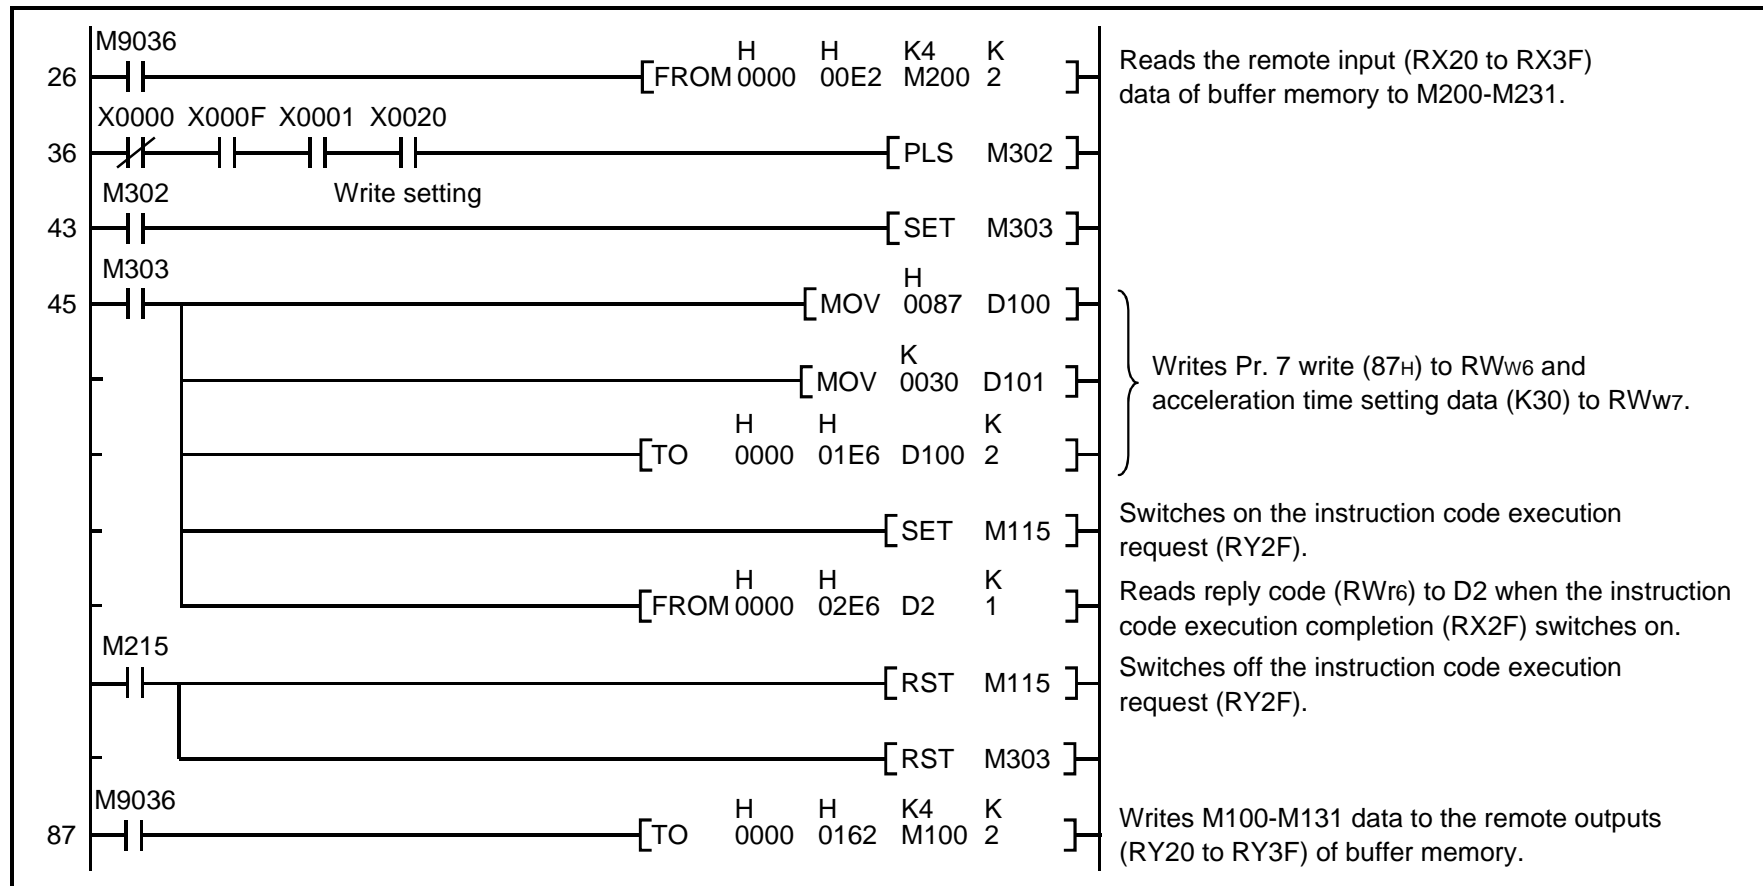 M9036
H H K4 K
26 FROM 0000 00E2 M200 2
Reads the remote input (RX20 to RX3F)
data of buffer memory to M200-M231.
X0000 X000F X0001 X0020
36 PLS M302
Write setting
M302
43 SET M303
M303
H
45 MOV 0087 D100
K
MOV 0030 D101
Writes Pr. 7 write (87H) to RWW6 and
acceleration time setting data (K30) to RWw7.
H H K
TO 0000 01E6 D100 2
SET M115
Switches on the instruction code execution
request (RY2F).
H H K
FROM 0000 02E6 D2 1
Reads reply code (RWr6) to D2 when the instruction
code execution completion (RX2F) switches on.
M215
RST M115
Switches off the instruction code execution
request (RY2F).
RST M303
M9036
H H K4 K
87 TO 0000 0162 M100 2
Writes M100-M131 data to the remote outputs
(RY20 to RY3F) of buffer memory.